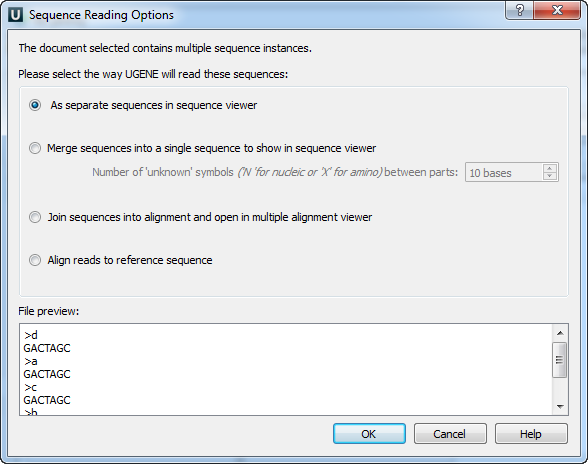 Sequence Reading Options
The document selected contains multiple sequence instances.
Please select the way UGENE will read these sequences:
As separate sequences in sequence viewer
Merge sequences into a single sequence to show in sequence viewer
Number of 'unknown' symbols ('N 'for nucleic or 'X' for amino) between parts: 10 bases
Join sequences into alignment and open in multiple alignment viewer
Align reads to reference sequence
File preview:
>d
GACTAGC
>a
GACTAGC
>c
GACTAGC
>b
OK Cancel Help